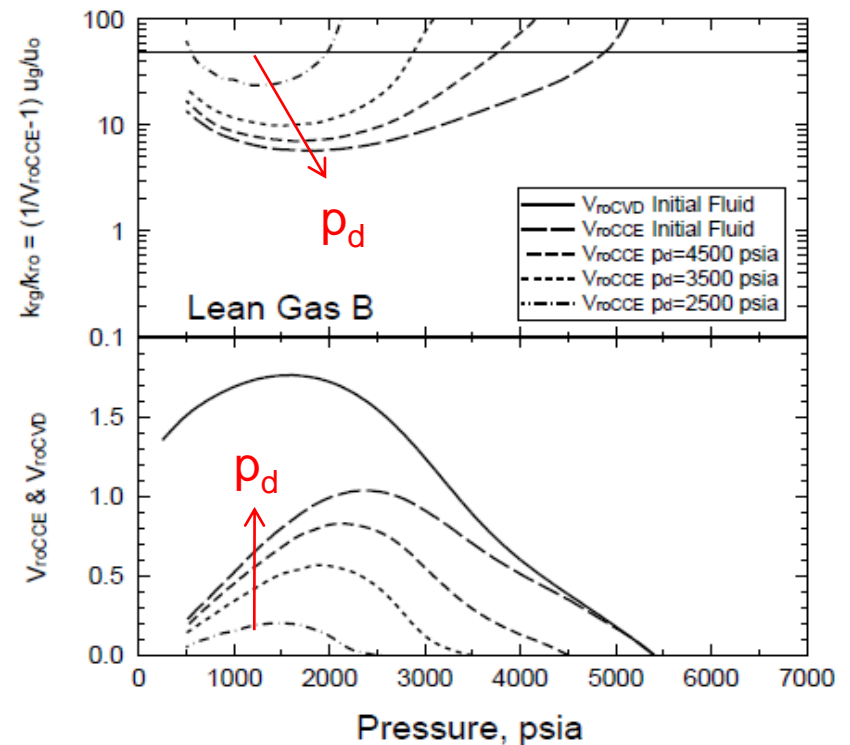 100
10
1
0.1
krg/kro = (1/VroCCE-1) ug/uo
pd
VroCVD Initial Fluid
VroCCE Initial Fluid
VroCCE pd=4500 psia
VroCCE pd=3500 psia
VroCCE pd=2500 psia
Lean Gas B
1.5
1.0
0.5
0.0
VroCCE & VroCVD
pd
0 1000 2000 3000 4000 5000 6000 7000
Pressure, psia